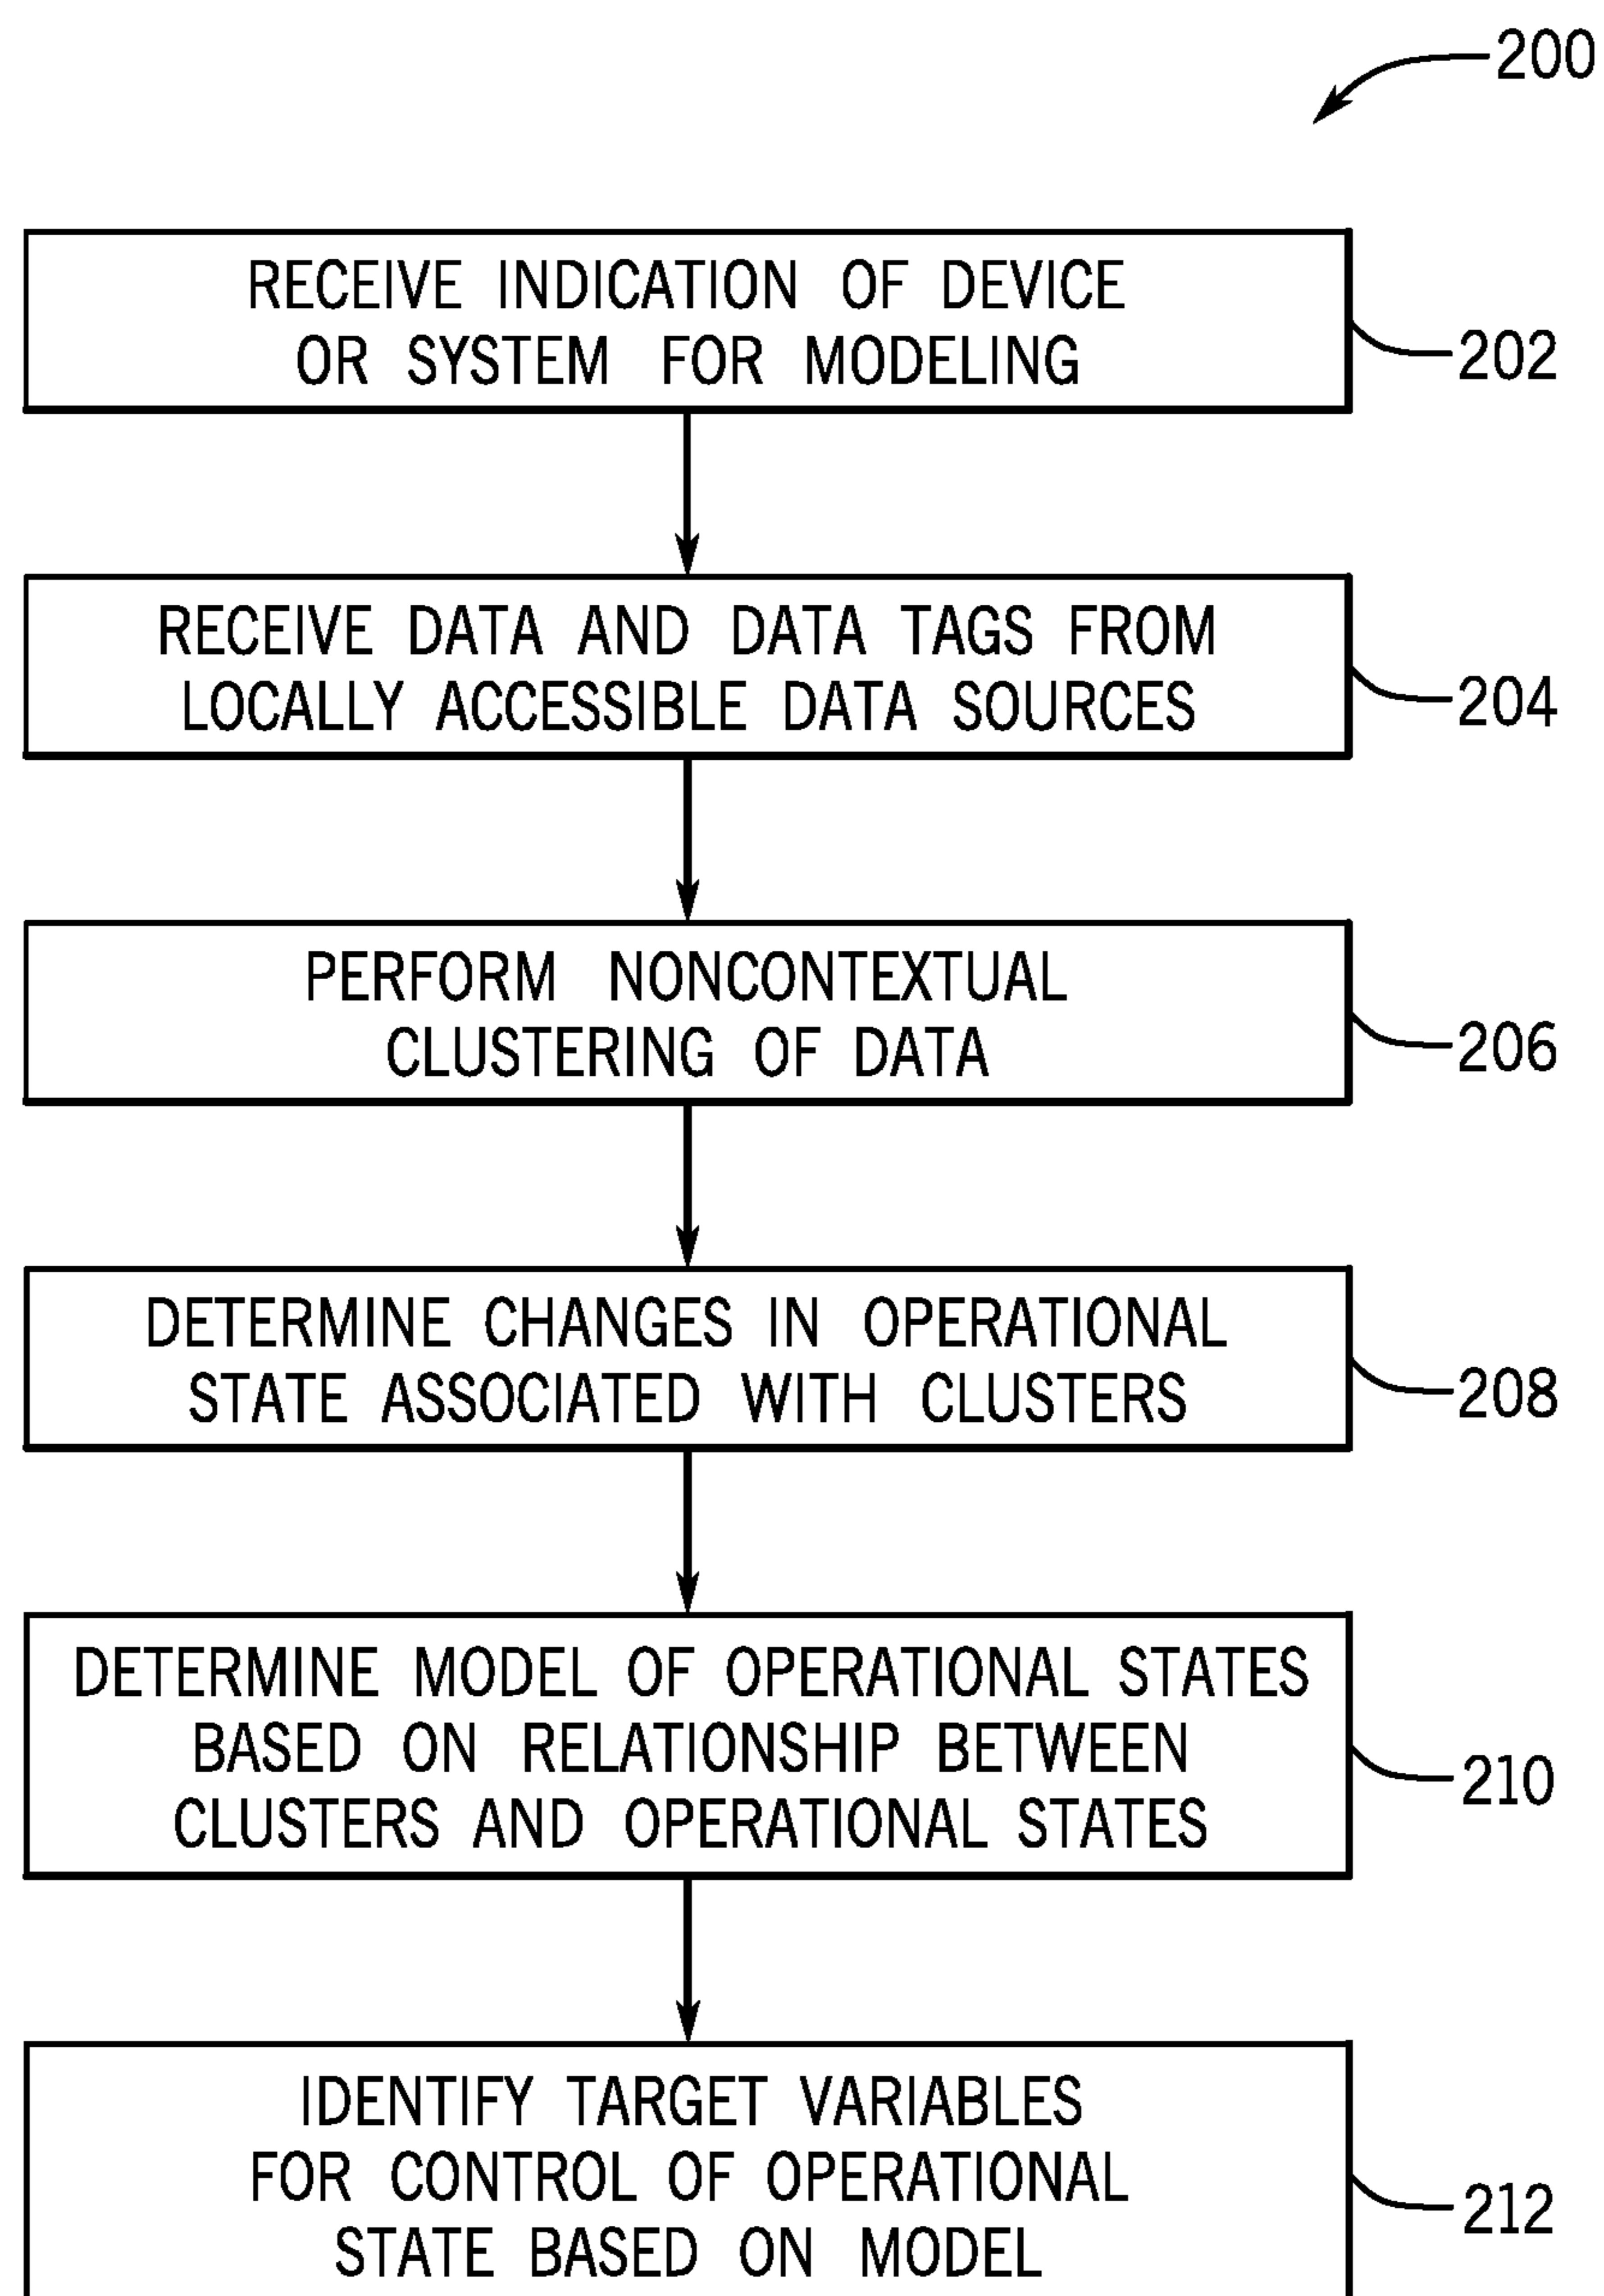 200
RECEIVE INDICATION OF DEVICE
OR SYSTEM FOR MODELING
202
RECEIVE DATA AND DATA TAGS FROM
LOCALLY ACCESSIBLE DATA SOURCES
204
PERFORM NONCONTEXTUAL
CLUSTERING OF DATA
206
DETERMINE CHANGES IN OPERATIONAL
STATE ASSOCIATED WITH CLUSTERS
208
DETERMINE MODEL OF OPERATIONAL STATES
BASED ON RELATIONSHIP BETWEEN
CLUSTERS AND OPERATIONAL STATES
210
IDENTIFY TARGET VARIABLES
FOR CONTROL OF OPERATIONAL
STATE BASED ON MODEL
212